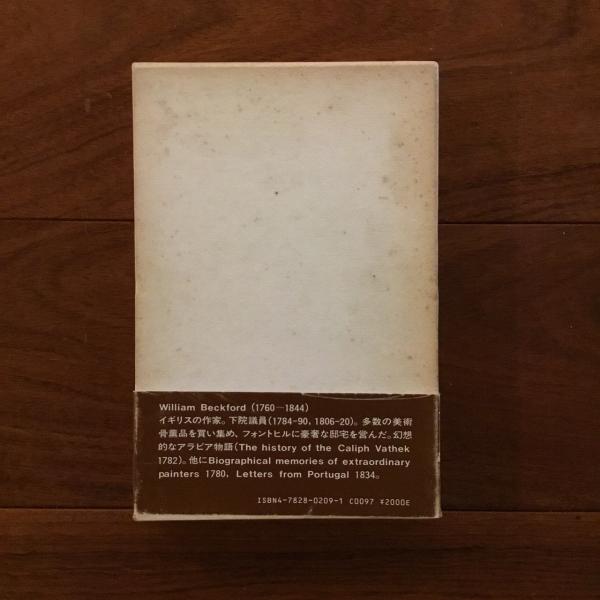 William Beckford (1760—1844)
イギリスの作家。下院議員(1784-90, 1806-20)。多数の美術
骨董品を買い集め、フォントヒルに豪奢な邸宅を営んだ。幻想
的なアラビア物語(The history of the Caliph Vathek
1782)。他にBiographical memories of extraordinary
painters 1780, Letters from Portugal 1834。
ISBN4-7828-0209-1 C0097 ¥2000E